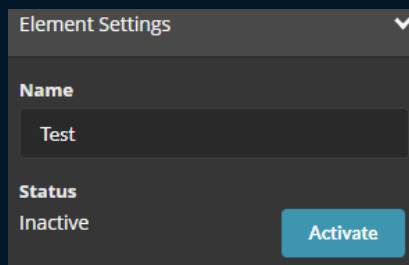 Element Settings
Name
Test
Status
Inactive
Activate